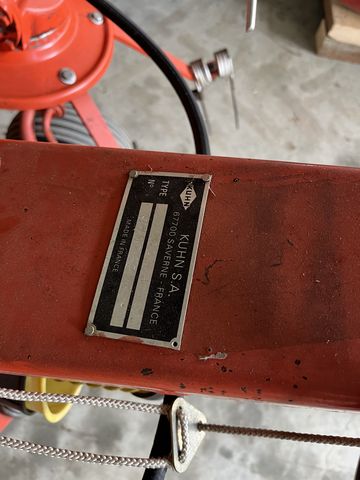 KUHN
KUHN S.A.
67700 SAVERNE - FRANCE
TYPE
N°
MADE IN FRANCE